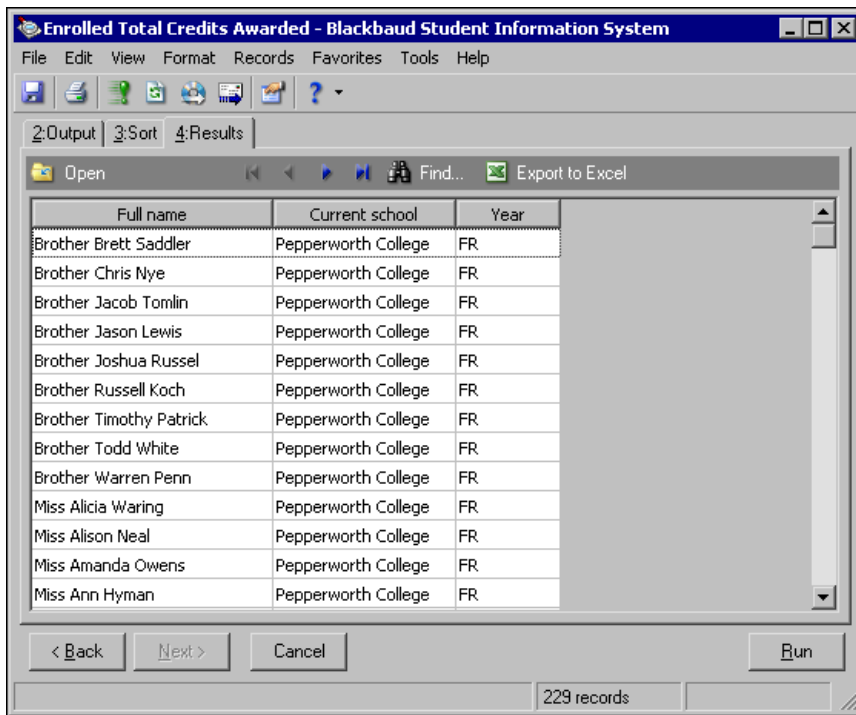 Enrolled Total Credits Awarded - Blackbaud Student Information System
File Edit View Format Records Favorites Tools Help
2:Output 3:Sort 4:Results
Open Find... Export to Excel
Full name Current school Year
Brother Brett Saddler Pepperworth College FR
Brother Chris Nye Pepperworth College FR
Brother Jacob Tomlin Pepperworth College FR
Brother Jason Lewis Pepperworth College FR
Brother Joshua Russel Pepperworth College FR
Brother Russell Koch Pepperworth College FR
Brother Timothy Patrick Pepperworth College FR
Brother Todd White Pepperworth College FR
Brother Warren Penn Pepperworth College FR
Miss Alicia Waring Pepperworth College FR
Miss Alison Neal Pepperworth College FR
Miss Amanda Owens Pepperworth College FR
Miss Ann Hyman Pepperworth College FR
< Back Next > Cancel Run
229 records